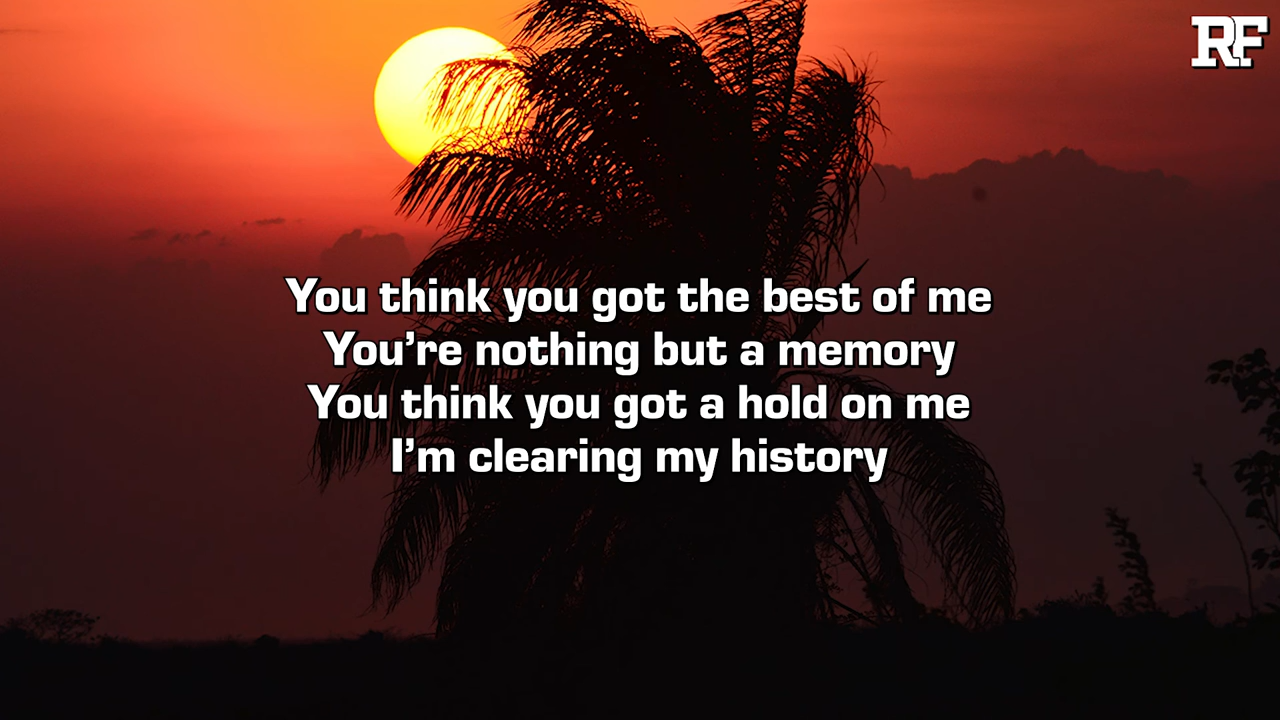 RF
You think you got the best of me
You're nothing but a memory
You think you got a hold on me
I'm clearing my history